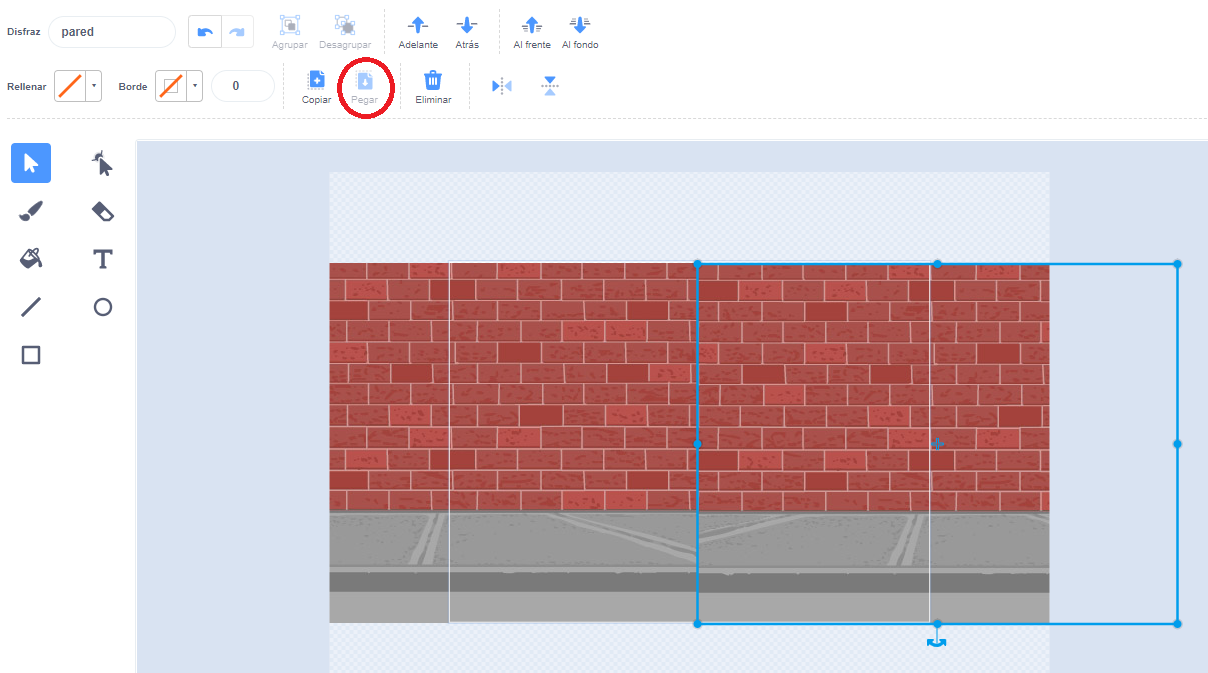 Disfraz pared
Agrupar Desagrupar Adelante Atrás Al frente Al fondo
Rellenar Borde 0 Copiar Pegar Eliminar
T